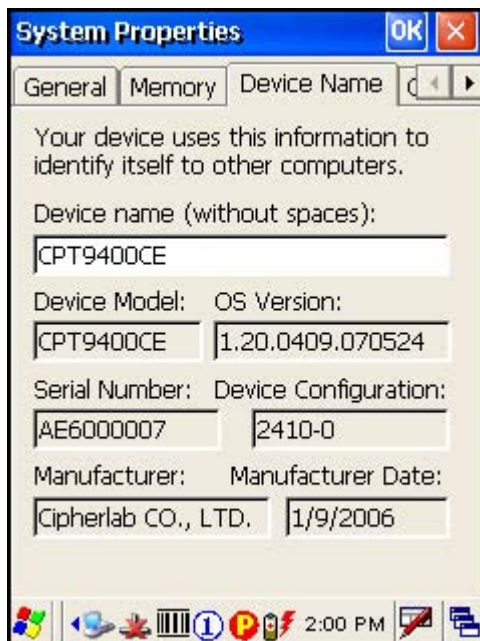 System Properties OK
General Memory Device Name
Your device uses this information to
identify itself to other computers.
Device name (without spaces):
CPT9400CE
Device Model: OS Version:
CPT9400CE 1.20.0409.070524
Serial Number: Device Configuration:
AE6000007 2410-0
Manufacturer: Manufacturer Date:
Cipherlab CO., LTD. 1/9/2006
1 P 2:00 PM